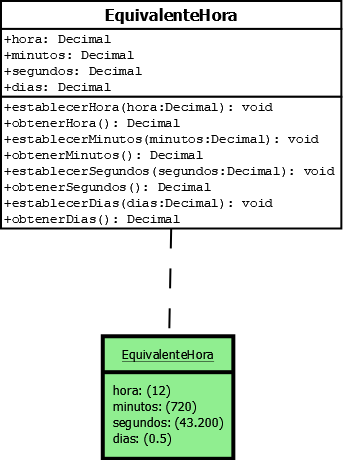 EquivalenteHora
+hora: Decimal
+minutos: Decimal
+segundos: Decimal
+dias: Decimal
+establecerHora(hora:Decimal): void
+obtenerHora(): Decimal
+establecerMinutos(minutos:Decimal): void
+obtenerMinutos(): Decimal
+establecerSegundos(segundos:Decimal): void
+obtenerSegundos(): Decimal
+establecerDias(dias:Decimal): void
+obtenerDias(): Decimal
EquivalenteHora
hora: (12)
minutos: (720)
segundos: (43.200)
dias: (0.5)